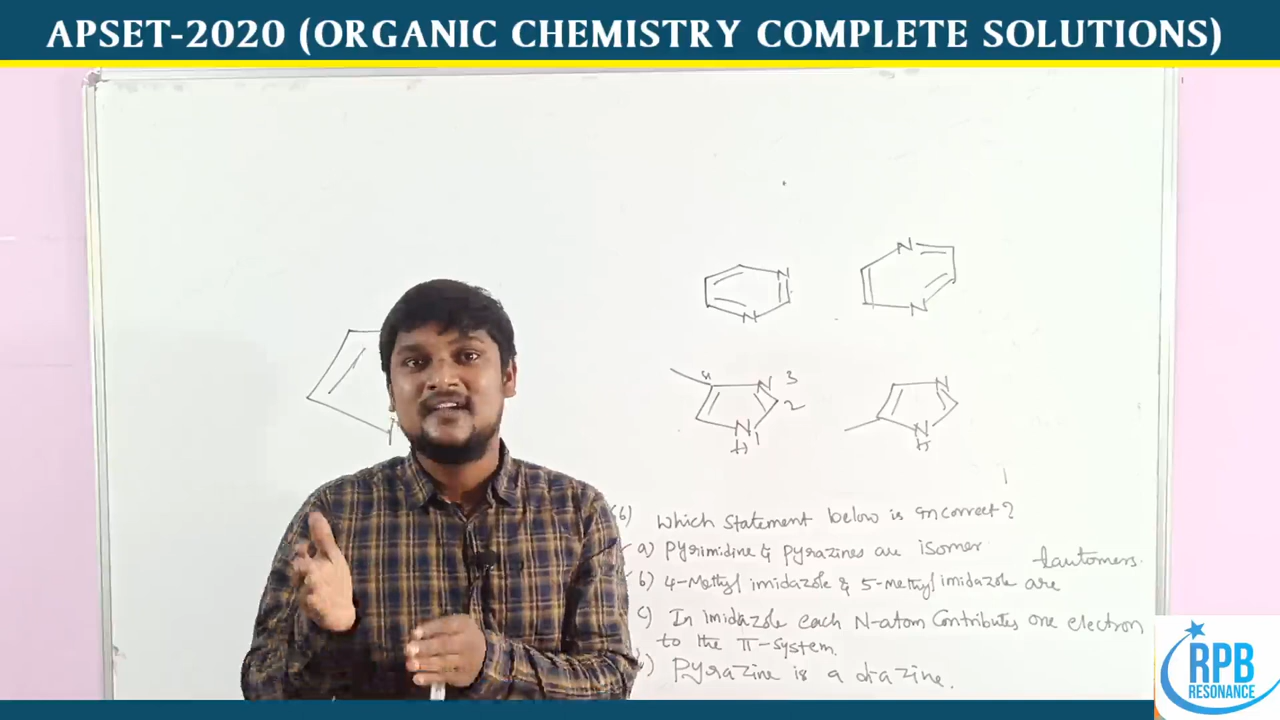 APSET-2020 (ORGANIC CHEMISTRY COMPLETE SOLUTIONS)
N
N
N
N
4
N 3
2
N 1
H
N
N
H
N
6) Which statement below is incorrect?
a) Pyrimidine & pyrazines are isomer
b) 4-Methyl imidazole & 5-methyl imidazole are tautomers.
c) In imidazole each N-atom Contributes one electron
to the π-system.
Pyrazine is a diazine.
RPB
RESONANCE